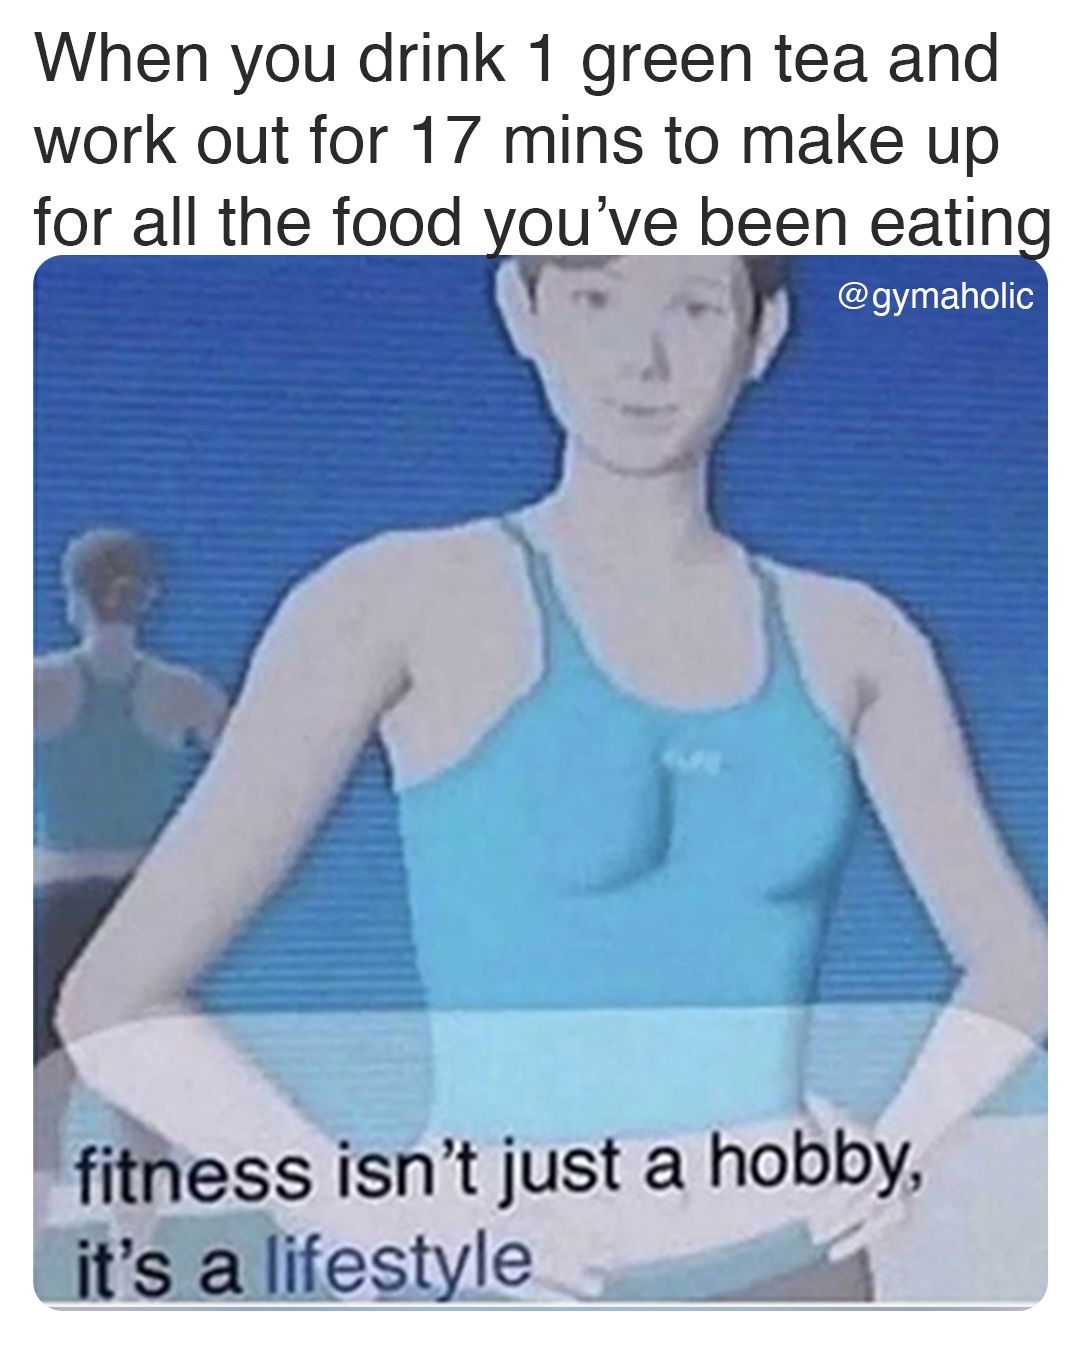 When you drink 1 green tea and
work out for 17 mins to make up
for all the food you’ve been eating
@gymaholic
fitness isn’t just a hobby,
it’s a lifestyle